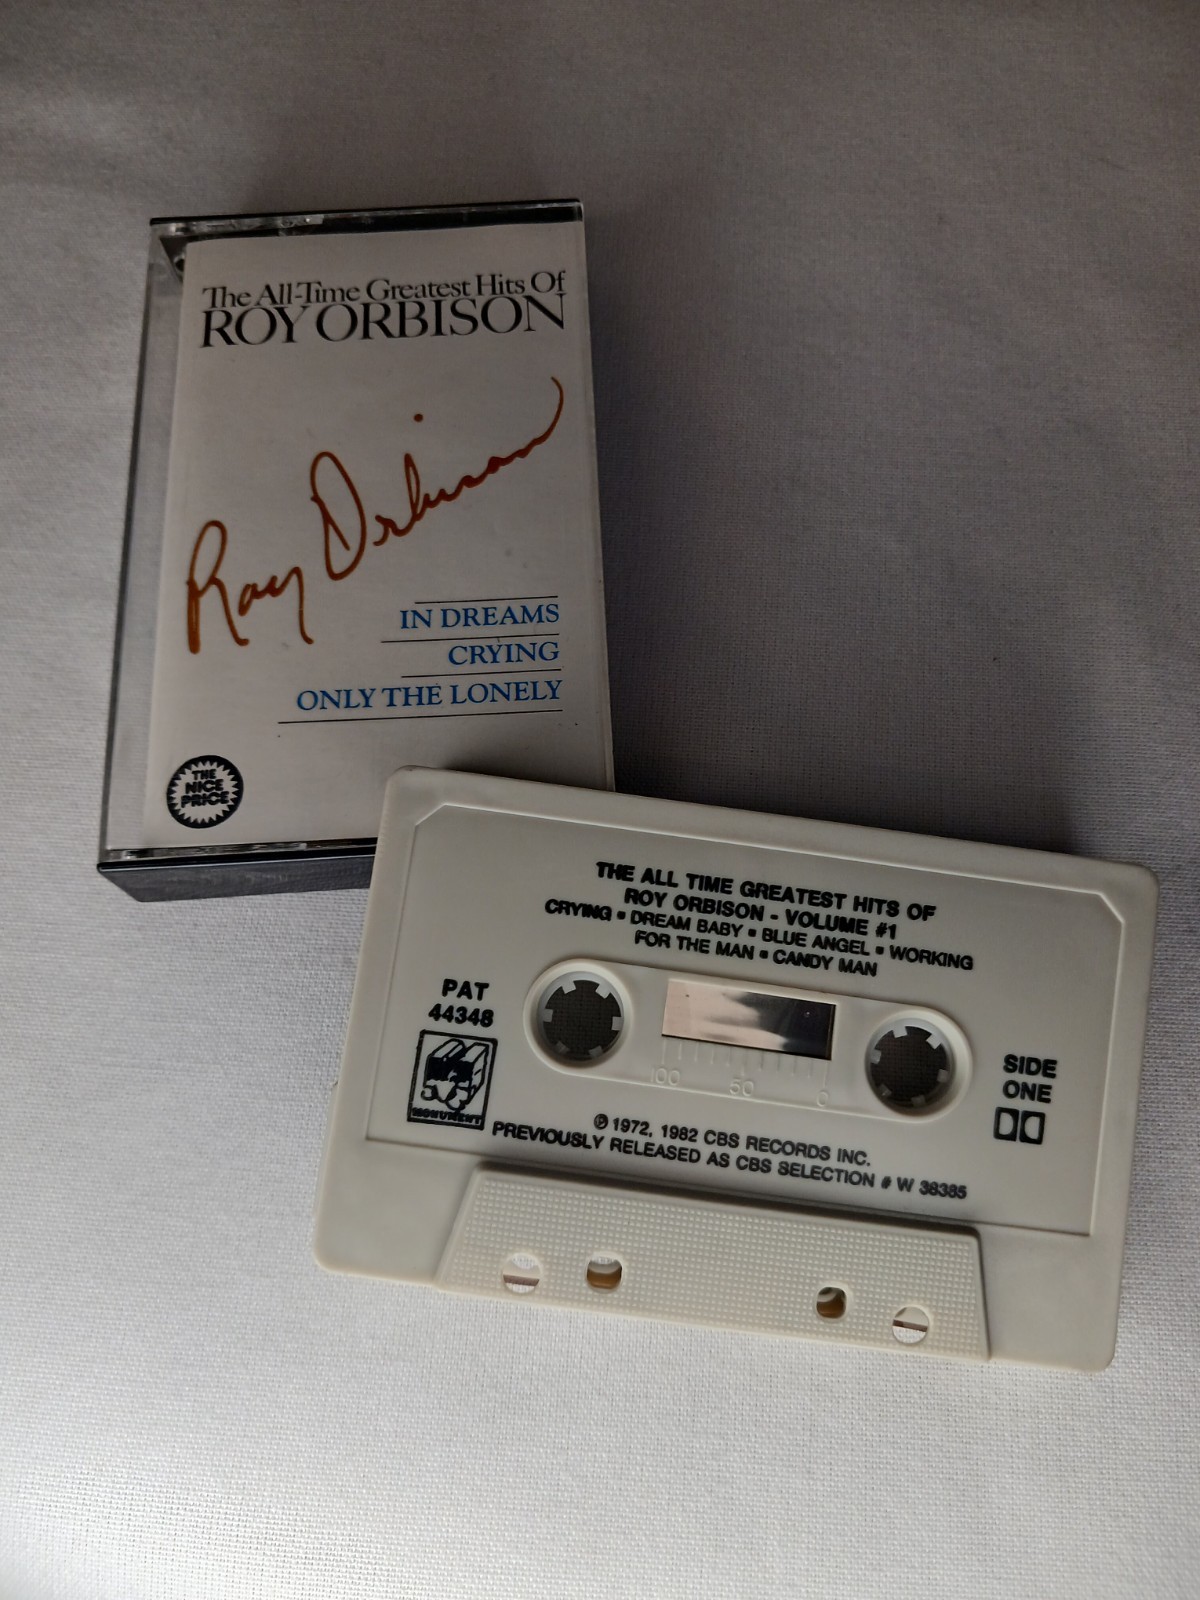 The All-Time Greatest Hits Of
ROY ORBISON
Roy Orbison
IN DREAMS
CRYING
ONLY THE LONELY
THE
NICE
PRICE
THE ALL TIME GREATEST HITS OF
ROY ORBISON - VOLUME #1
CRYING ▪ DREAM BABY ▪ BLUE ANGEL ▪ WORKING
FOR THE MAN ▪ CANDY MAN
PAT
44348
MONUMENT
100 50 0
SIDE
ONE
℗ 1972, 1982 CBS RECORDS INC.
PREVIOUSLY RELEASED AS CBS SELECTION # W 38385